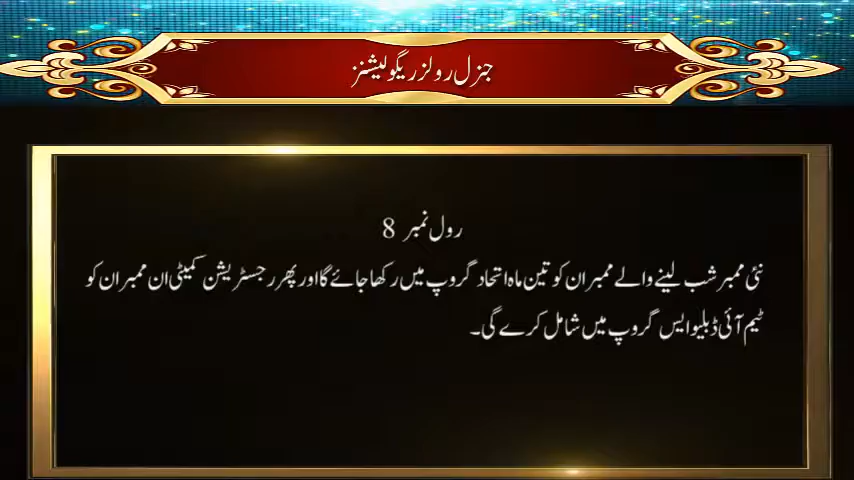 جنرل رولز ریگولیشنز
رول نمبر 8
نئی ممبر شب لینے والے ممبران کو تین ماہ اتحاد گروپ میں رکھا جائے گا اور پھر رجسٹریشن کمیٹی ان ممبران کو
ٹیم آئی ڈبلیو ایس گروپ میں شامل کرے گی۔